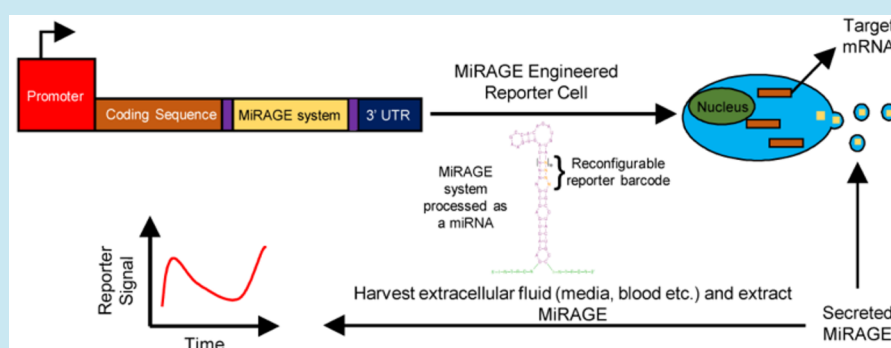 Promoter
Coding Sequence
MiRAGE system
3' UTR
MiRAGE Engineered
Reporter Cell
Nucleus
Target
mRNA
MiRAGE
system
processed as
a miRNA
Reconfigurable
reporter barcode
Reporter
Signal
Time
Harvest extracellular fluid (media, blood etc.) and extract
MiRAGE
Secreted
MiRAGE